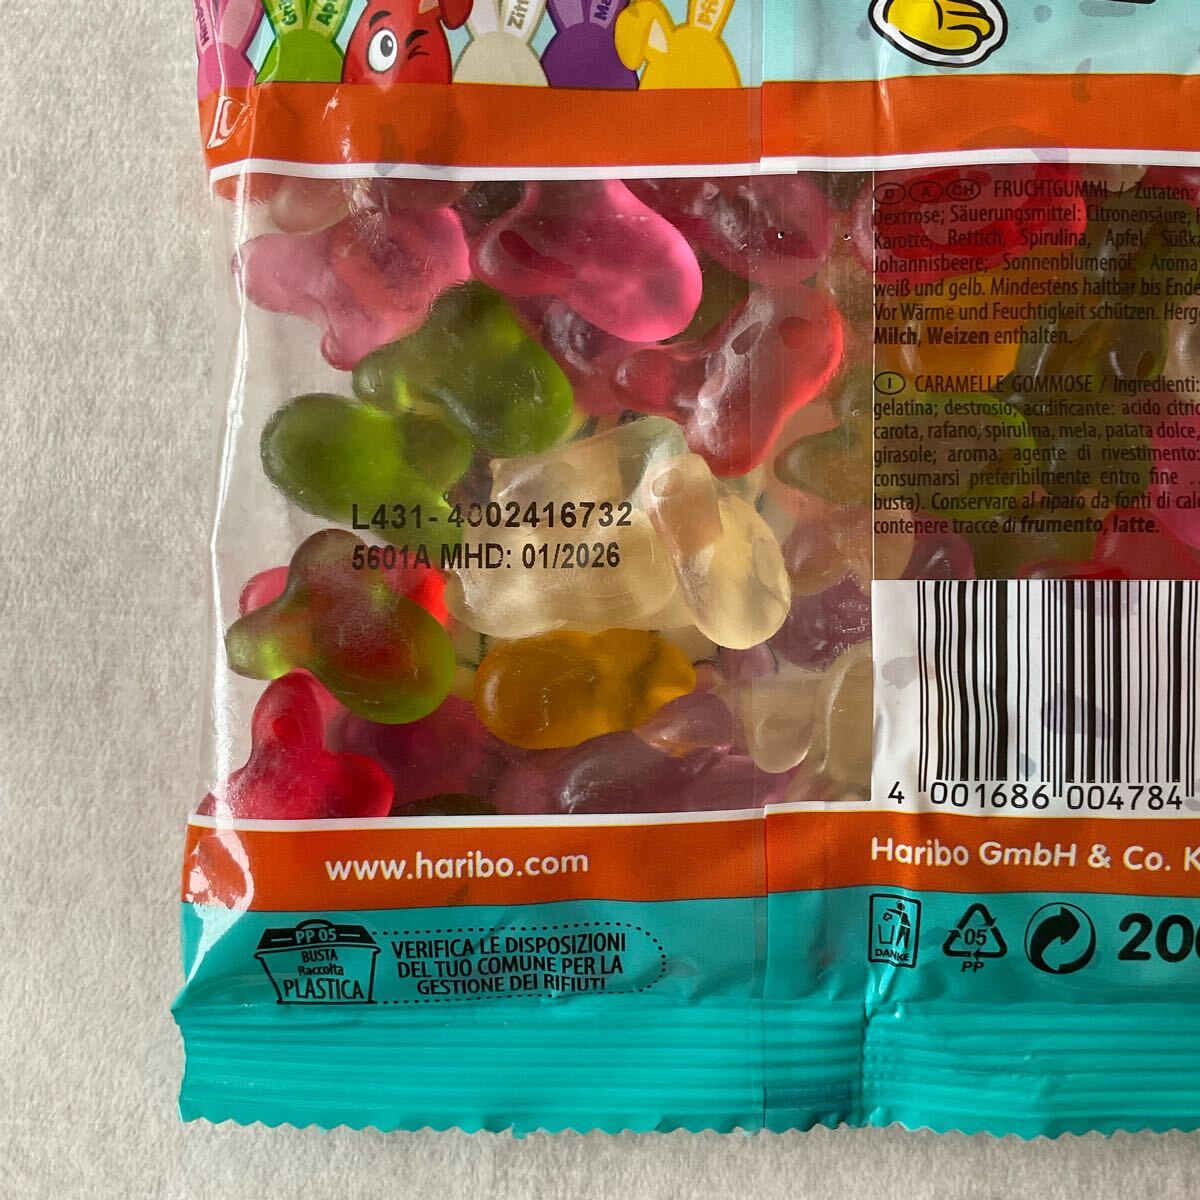 Zit
Ma
D A CH FRUCHTGUMMI / Zutaten:
Dextrose; Säuerungsmittel: Citronensäure;
Karotte, Rettich, Spirulina, Apfel, Süßka
Johannisbeere; Sonnenblumenöl; Aroma
weiß und gelb. Mindestens haltbar bis Ende
Vor Wärme und Feuchtigkeit schützen. Herge
Milch, Weizen enthalten.
I CARAMELLE GOMMOSE / Ingredienti:
gelatina; destrosio; acidificante: acido citric
carota, rafano, spirulina, mela, patata dolce,
girasole; aroma; agente di rivestimento:
consumarsi preferibilmente entro fine ..
busta). Conservare al riparo da fonti di cal
contenere tracce di frumento, latte.
L431- 4002416732
5601A MHD: 01/2026
4 001686 004784
www.haribo.com
Haribo GmbH & Co. K
PP 05
BUSTA
Raccolta
PLASTICA
VERIFICA LE DISPOSIZIONI
DEL TUO COMUNE PER LA
GESTIONE DEI RIFIUTI
DANKE
05
PP
200